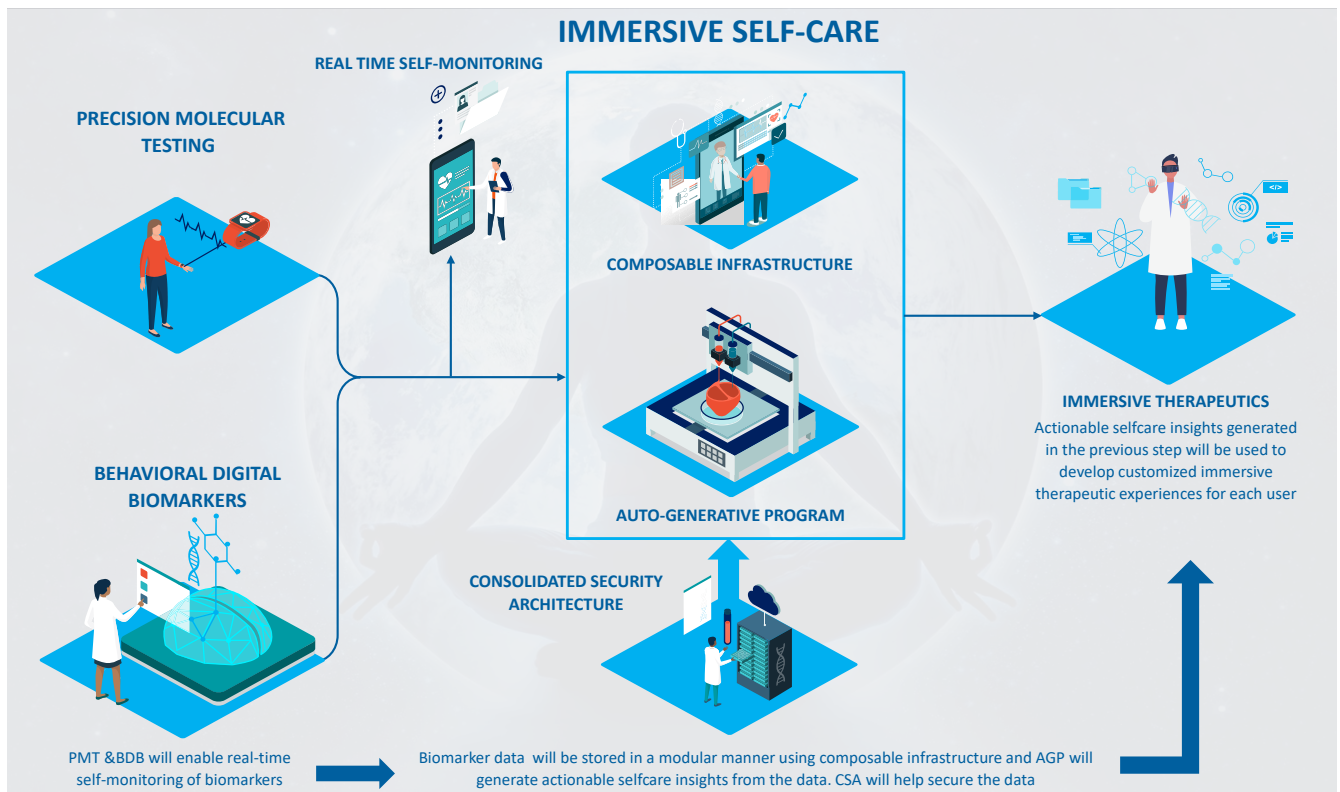 IMMERSIVE SELF-CARE
REAL TIME SELF-MONITORING
PRECISION MOLECULAR
TESTING
COMPOSABLE INFRASTRUCTURE
</>
IMMERSIVE THERAPEUTICS
Actionable selfcare insights generated
in the previous step will be used to
develop customized immersive
therapeutic experiences for each user
BEHAVIORAL DIGITAL
BIOMARKERS
AUTO-GENERATIVE PROGRAM
CONSOLIDATED SECURITY
ARCHITECTURE
PMT &BDB will enable real-time
self-monitoring of biomarkers
Biomarker data will be stored in a modular manner using composable infrastructure and AGP will
generate actionable selfcare insights from the data. CSA will help secure the data